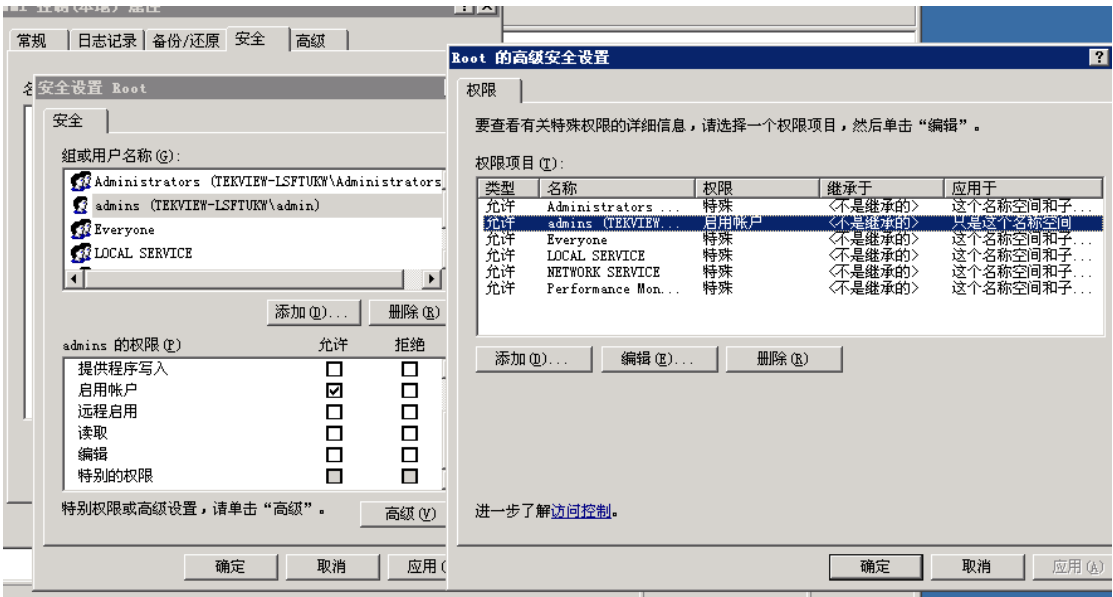 控制(本地) 属性
常规 日志记录 备份/还原 安全 高级
安全设置 Root
安全
组或用户名称(G):
Administrators (TEKVIEW-LSFTUKW\Administrators
admins (TEKVIEW-LSFTUKW\admin)
Everyone
LOCAL SERVICE
添加(D)... 删除(R)
admins 的权限(P) 允许 拒绝
提供程序写入
启用帐户
远程启用
读取
编辑
特别的权限
特别权限或高级设置，请单击“高级”。
高级(V)
确定 取消 应用(
Root 的高级安全设置
权限
要查看有关特殊权限的详细信息，请选择一个权限项目，然后单击“编辑”。
权限项目(T):
类型 名称 权限 继承于 应用于
允许 Administrators ... 特殊 <不是继承的> 这个名称空间和子...
允许 admins (TEKVIEW... 启用帐户 <不是继承的> 只是这个名称空间
允许 Everyone 特殊 <不是继承的> 这个名称空间和子...
允许 LOCAL SERVICE 特殊 <不是继承的> 这个名称空间和子...
允许 NETWORK SERVICE 特殊 <不是继承的> 这个名称空间和子...
允许 Performance Mon... 特殊 <不是继承的> 这个名称空间和子...
添加(D)... 编辑(E)... 删除(R)
进一步了解访问控制。
确定 取消 应用(A)